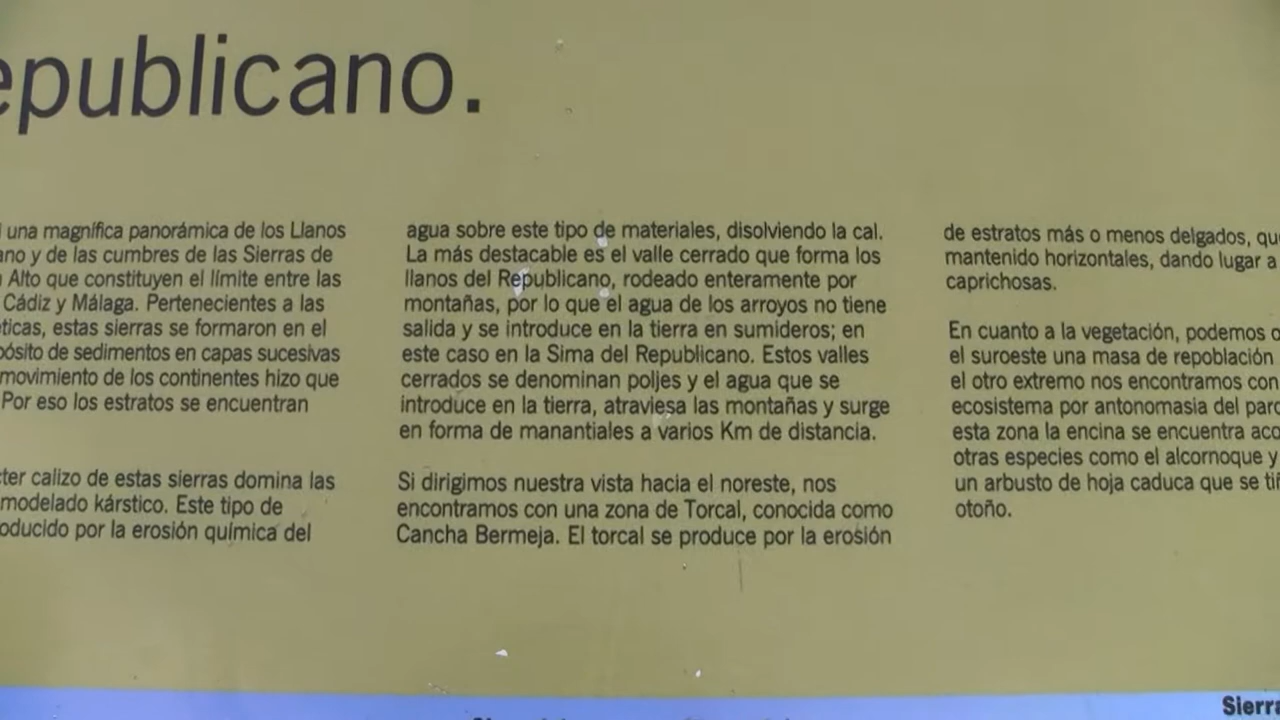 epublicano.
una magnífica panorámica de los Llanos
ano y de las cumbres de las Sierras de
Alto que constituyen el límite entre las
Cádiz y Málaga. Pertenecientes a las
ticas, estas sierras se formaron en el
pósito de sedimentos en capas sucesivas
movimiento de los continentes hizo que
Por eso los estratos se encuentran
cter calizo de estas sierras domina las
modelado kárstico. Este tipo de
oducido por la erosión química del
agua sobre este tipo de materiales, disolviendo la cal.
La más destacable es el valle cerrado que forma los
llanos del Republicano, rodeado enteramente por
montañas, por lo que el agua de los arroyos no tiene
salida y se introduce en la tierra en sumideros; en
este caso en la Sima del Republicano. Estos valles
cerrados se denominan poljes y el agua que se
introduce en la tierra, atraviesa las montañas y surge
en forma de manantiales a varios Km de distancia.
Si dirigimos nuestra vista hacia el noreste, nos
encontramos con una zona de Torcal, conocida como
Cancha Bermeja. El torcal se produce por la erosión
de estratos más o menos delgados, que
mantenido horizontales, dando lugar a
caprichosas.
En cuanto a la vegetación, podemos o
el suroeste una masa de repoblación
el otro extremo nos encontramos con
ecosistema por antonomasia del parq
esta zona la encina se encuentra aco
otras especies como el alcornoque y
un arbusto de hoja caduca que se tiñ
otoño.
Sierra